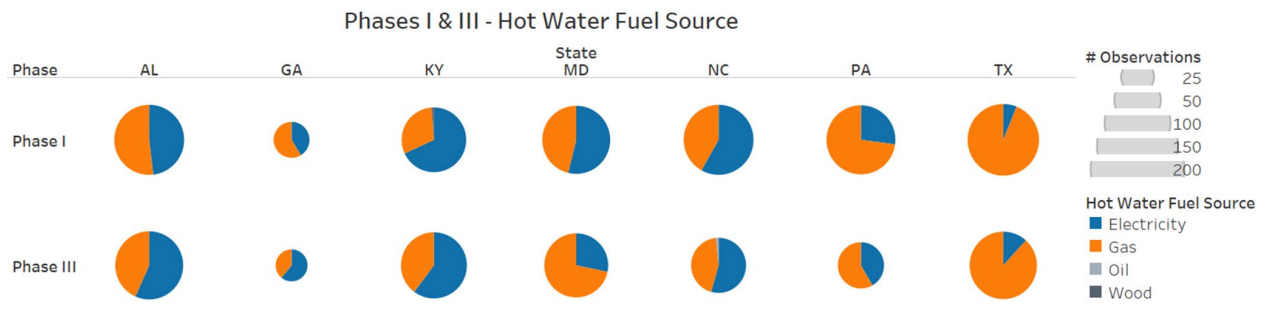 Phases I & III - Hot Water Fuel Source
State
Phase AL GA KY MD NC PA TX
Phase I
Phase III
# Observations
25
50
100
150
200
Hot Water Fuel Source
Electricity
Gas
Oil
Wood